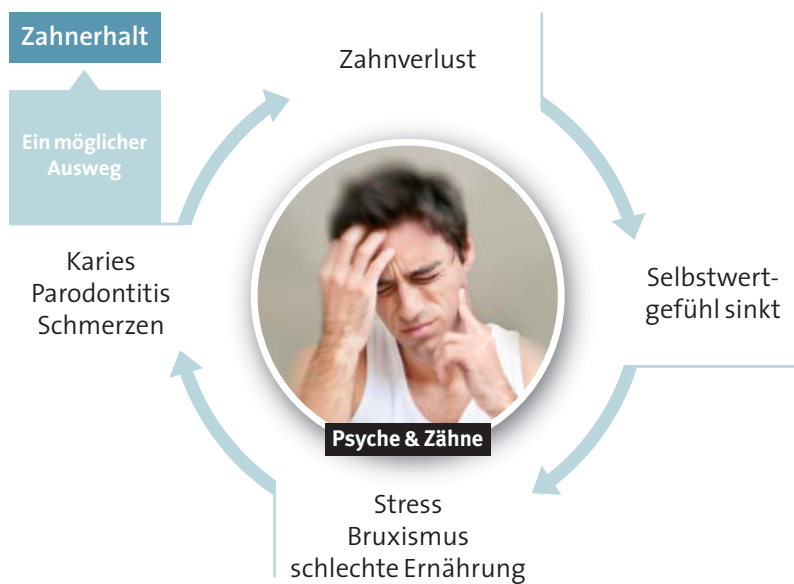 Zahnerhalt
Ein möglicher
Ausweg
Zahnverlust
Selbstwert-
gefühl sinkt
Stress
Bruxismus
schlechte Ernährung
Karies
Parodontitis
Schmerzen
Psyche & Zähne